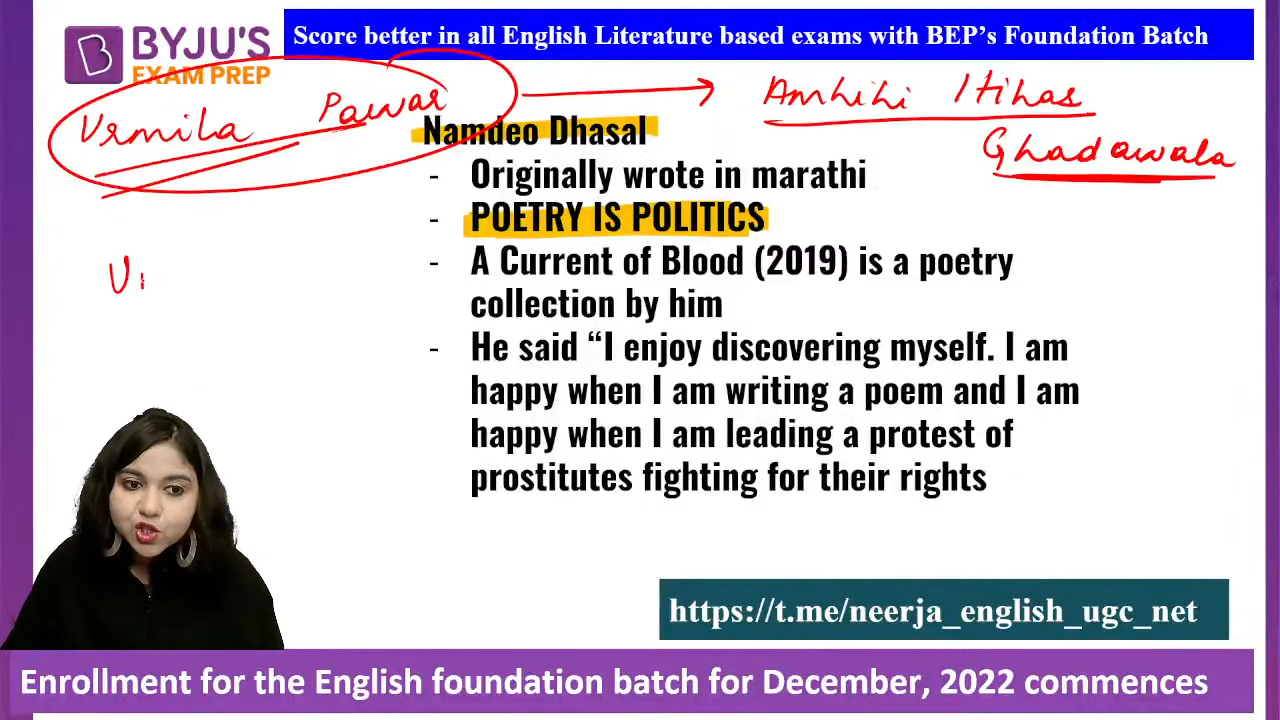 BYJU'S
EXAM PREP
Score better in all English Literature based exams with BEP's Foundation Batch
Urmila Pawar
Amhihi Itihas
Ghadawala
Namdeo Dhasal
- Originally wrote in marathi
- POETRY IS POLITICS
- A Current of Blood (2019) is a poetry
collection by him
- He said “I enjoy discovering myself. I am
happy when I am writing a poem and I am
happy when I am leading a protest of
prostitutes fighting for their rights
https://t.me/neerja_english_ugc_net
Enrollment for the English foundation batch for December, 2022 commences